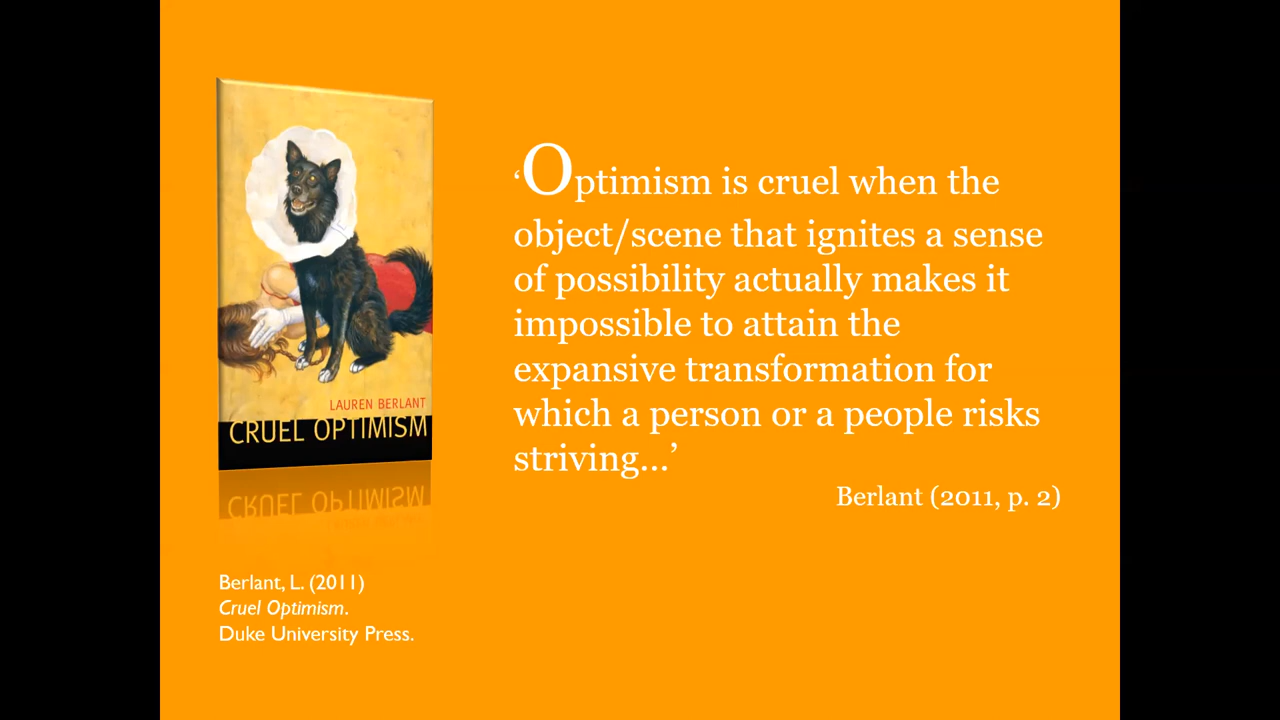 LAUREN BERLANT
CRUEL OPTIMISM
CRUEL OPTIMISM
‘Optimism is cruel when the
object/scene that ignites a sense
of possibility actually makes it
impossible to attain the
expansive transformation for
which a person or a people risks
striving...’
Berlant (2011, p. 2)
Berlant, L. (2011)
Cruel Optimism.
Duke University Press.